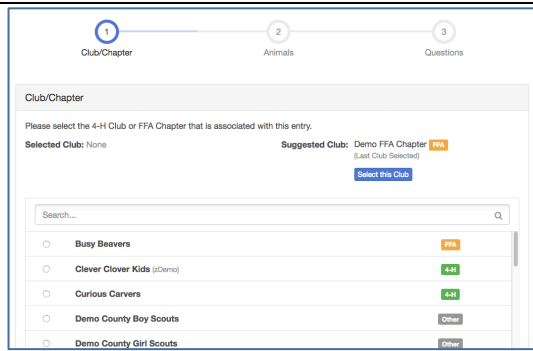 1 2 3
Club/Chapter Animals Questions
Club/Chapter
Please select the 4-H Club or FFA Chapter that is associated with this entry.
Selected Club: None Suggested Club: Demo FFA Chapter FFA
(Last Club Selected)
Select this Club
Search...
Busy Beavers FFA
Clever Clover Kids (zDemo) 4-H
Curious Carvers 4-H
Demo County Boy Scouts Other
Demo County Girl Scouts Other